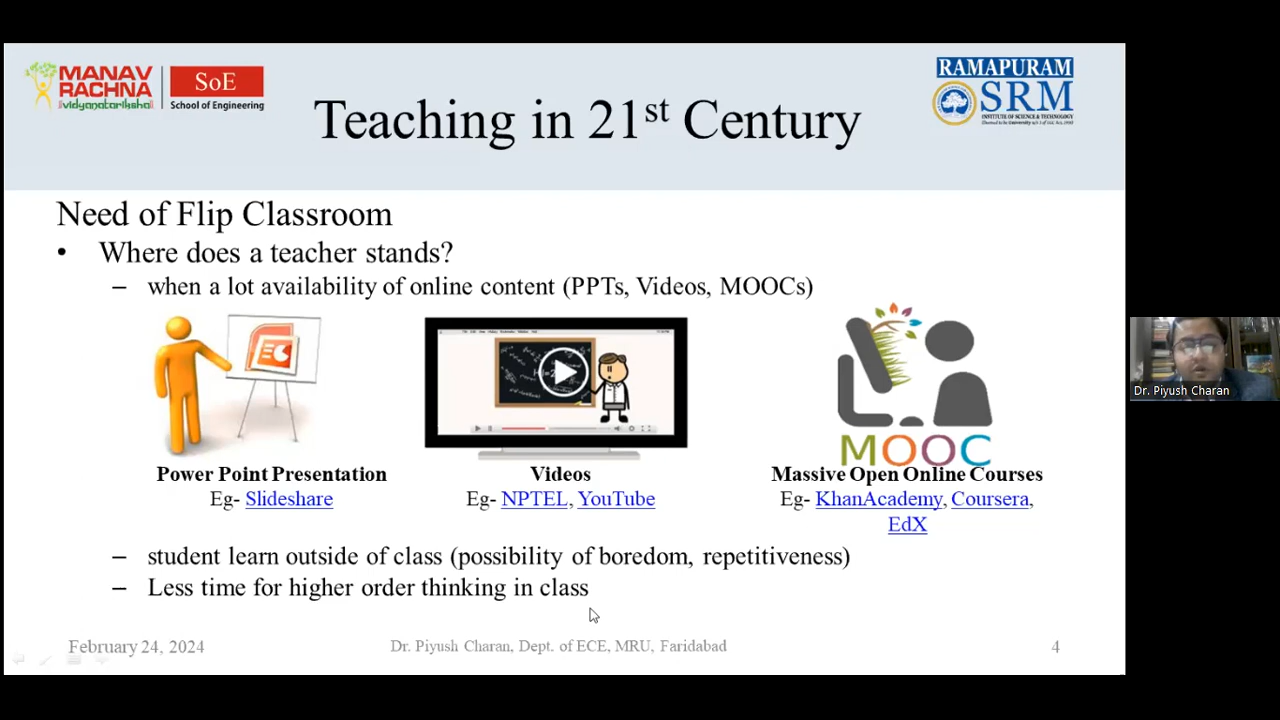 MANAV
RACHNA
vidyanatariksha
SoE
School of Engineering
Teaching in 21st Century
RAMAPURAM
SRM
INSTITUTE OF SCIENCE & TECHNOLOGY
Need of Flip Classroom
• Where does a teacher stands?
– when a lot availability of online content (PPTs, Videos, MOOCs)
MOOC
Power Point Presentation
Eg- Slideshare
Videos
Eg- NPTEL, YouTube
Massive Open Online Courses
Eg- KhanAcademy, Coursera,
EdX
– student learn outside of class (possibility of boredom, repetitiveness)
– Less time for higher order thinking in class
February 24, 2024
Dr. Piyush Charan, Dept. of ECE, MRU, Faridabad
4
Dr. Piyush Charan